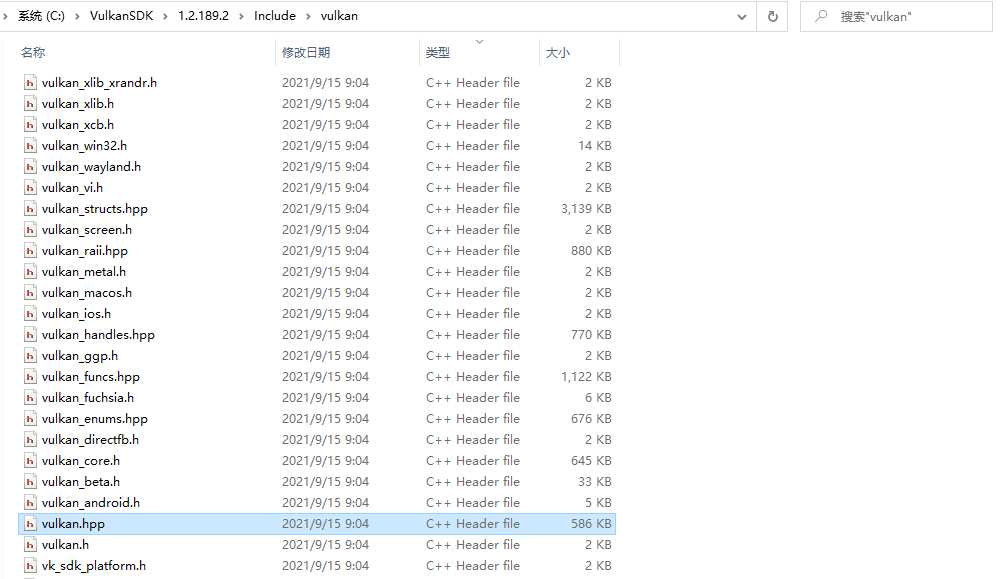 系统 (C:) › VulkanSDK › 1.2.189.2 › Include › vulkan 搜索"vulkan"
名称 修改日期 类型 大小
vulkan_xlib_xrandr.h 2021/9/15 9:04 C++ Header file 2 KB
vulkan_xlib.h 2021/9/15 9:04 C++ Header file 2 KB
vulkan_xcb.h 2021/9/15 9:04 C++ Header file 2 KB
vulkan_win32.h 2021/9/15 9:04 C++ Header file 14 KB
vulkan_wayland.h 2021/9/15 9:04 C++ Header file 2 KB
vulkan_vi.h 2021/9/15 9:04 C++ Header file 2 KB
vulkan_structs.hpp 2021/9/15 9:04 C++ Header file 3,139 KB
vulkan_screen.h 2021/9/15 9:04 C++ Header file 2 KB
vulkan_raii.hpp 2021/9/15 9:04 C++ Header file 880 KB
vulkan_metal.h 2021/9/15 9:04 C++ Header file 2 KB
vulkan_macos.h 2021/9/15 9:04 C++ Header file 2 KB
vulkan_ios.h 2021/9/15 9:04 C++ Header file 2 KB
vulkan_handles.hpp 2021/9/15 9:04 C++ Header file 770 KB
vulkan_ggp.h 2021/9/15 9:04 C++ Header file 2 KB
vulkan_funcs.hpp 2021/9/15 9:04 C++ Header file 1,122 KB
vulkan_fuchsia.h 2021/9/15 9:04 C++ Header file 6 KB
vulkan_enums.hpp 2021/9/15 9:04 C++ Header file 676 KB
vulkan_directfb.h 2021/9/15 9:04 C++ Header file 2 KB
vulkan_core.h 2021/9/15 9:04 C++ Header file 645 KB
vulkan_beta.h 2021/9/15 9:04 C++ Header file 33 KB
vulkan_android.h 2021/9/15 9:04 C++ Header file 5 KB
vulkan.hpp 2021/9/15 9:04 C++ Header file 586 KB
vulkan.h 2021/9/15 9:04 C++ Header file 2 KB
vk_sdk_platform.h 2021/9/15 9:04 C++ Header file 2 KB